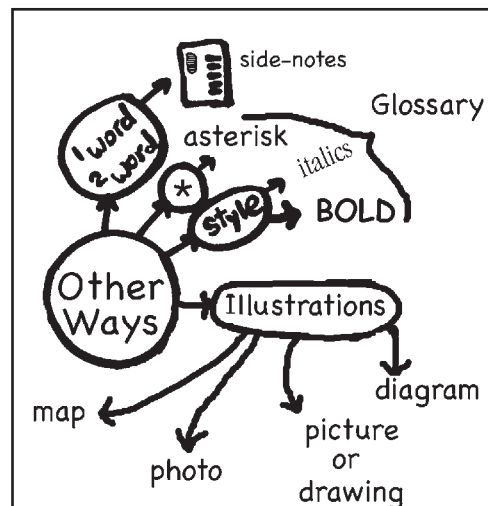 side-notes
Glossary
1 word
2 word
asterisk
*
italics
style
BOLD
Other
Ways
Illustrations
map
diagram
photo
picture
or
drawing